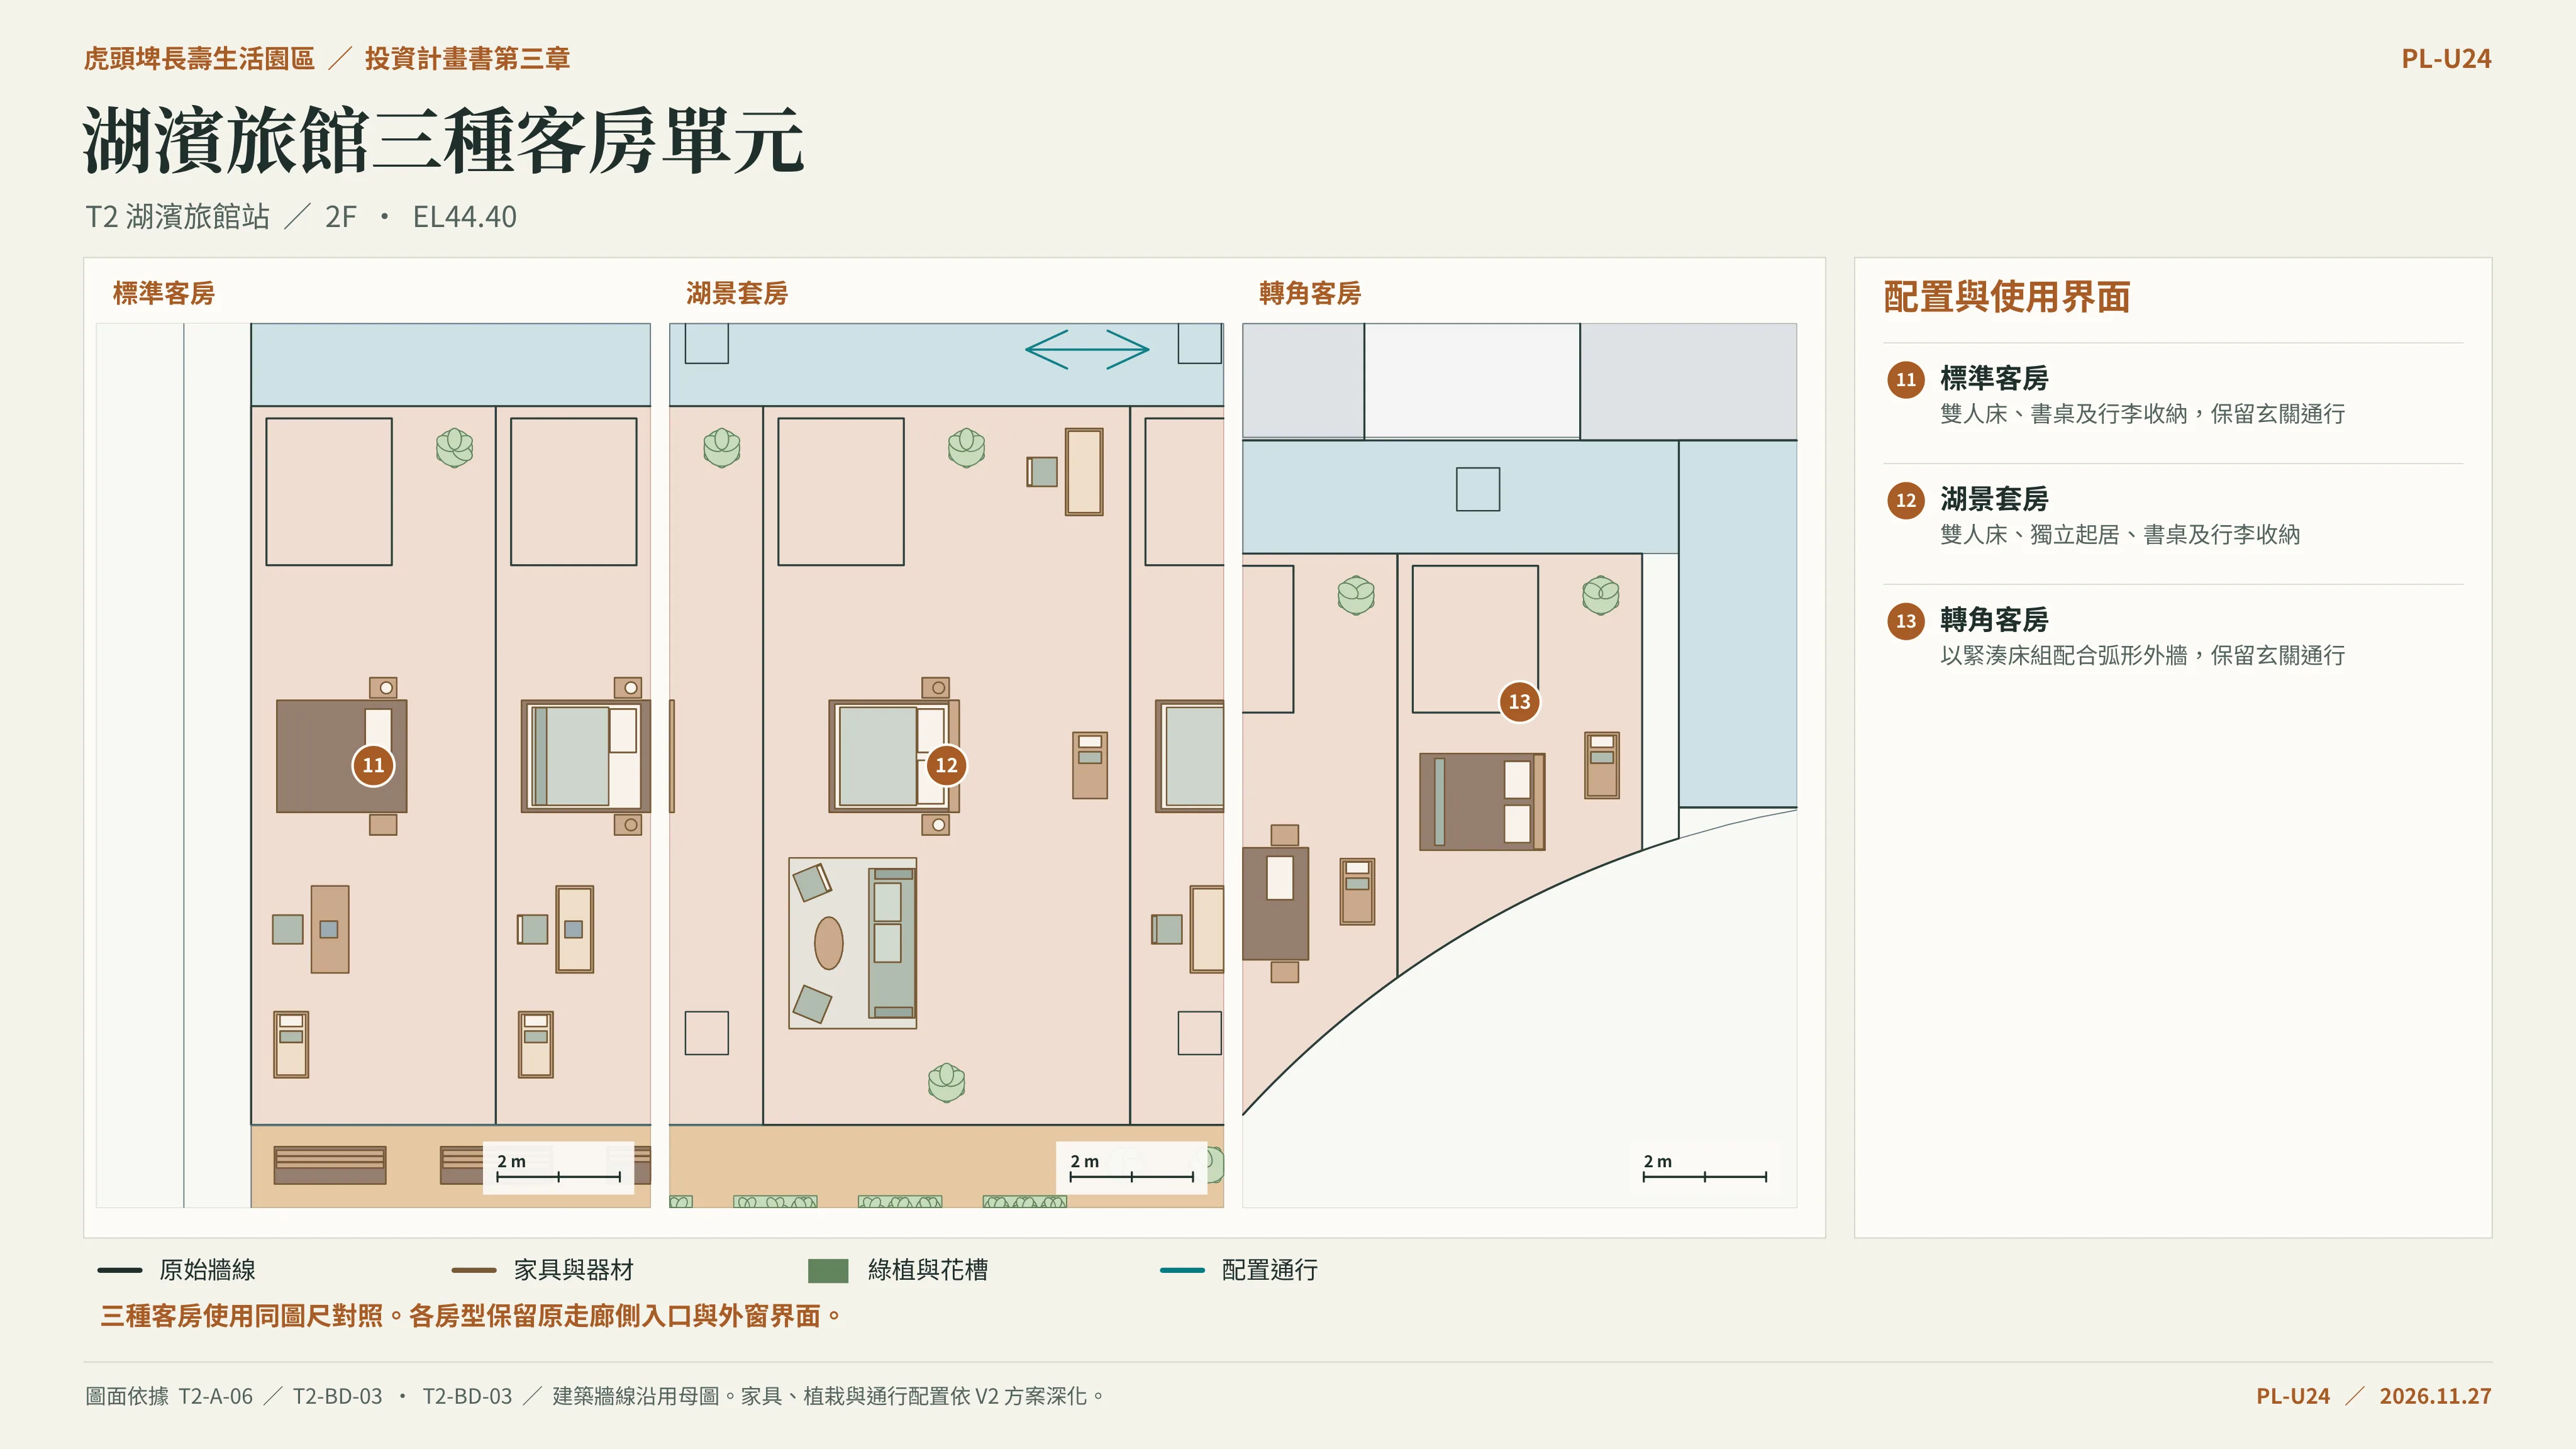 虎頭埤長壽生活園區 ／ 投資計畫書第三章
PL-U24
湖濱旅館三種客房單元
T2 湖濱旅館站 ／ 2F ・ EL44.40
標準客房
湖景套房
轉角客房
11
12
13
2 m
2 m
2 m
配置與使用界面
11 標準客房
雙人床、書桌及行李收納，保留玄關通行
12 湖景套房
雙人床、獨立起居、書桌及行李收納
13 轉角客房
以緊湊床組配合弧形外牆，保留玄關通行
原始牆線
家具與器材
綠植與花槽
配置通行
三種客房使用同圖尺對照。各房型保留原走廊側入口與外窗界面。
圖面依據 T2-A-06 ／ T2-BD-03 ・ T2-BD-03 ／ 建築牆線沿用母圖。家具、植栽與通行配置依 V2 方案深化。
PL-U24 ／ 2026.11.27